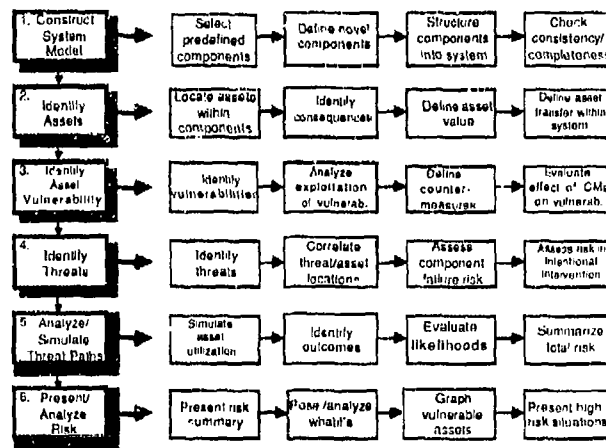 1. Construct
System
Model
Select
predefined
components
Define novel
components
Structure
components
into system
Check
consistency/
completeness
2.
Identify
Assets
Locate assets
within
components
Identify
consequences
Define asset
value
Define asset
transfer within
system
3.
Identify
Asset
Vulnerability
Identify
vulnerabilities
Analyze
exploitation
of vulnerab.
Define
counter-
measures
Evaluate
effect of CMs
on vulnerab.
4.
Identify
Threats
Identify
threats
Correlate
threat/asset
locations
Assess
component
failure risk
Assess risk in
Intentional
Intervention
5
Analyze/
Simulate
Threat Paths
Simulate
asset
utilization
Identify
outcomes
Evaluate
likelihoods
Summarize
total risk
6.
Present/
Analyze
Risk
Present risk
summary
Pose/analyze
whatifs
Graph
vulnerable
assets
Present high
risk situations